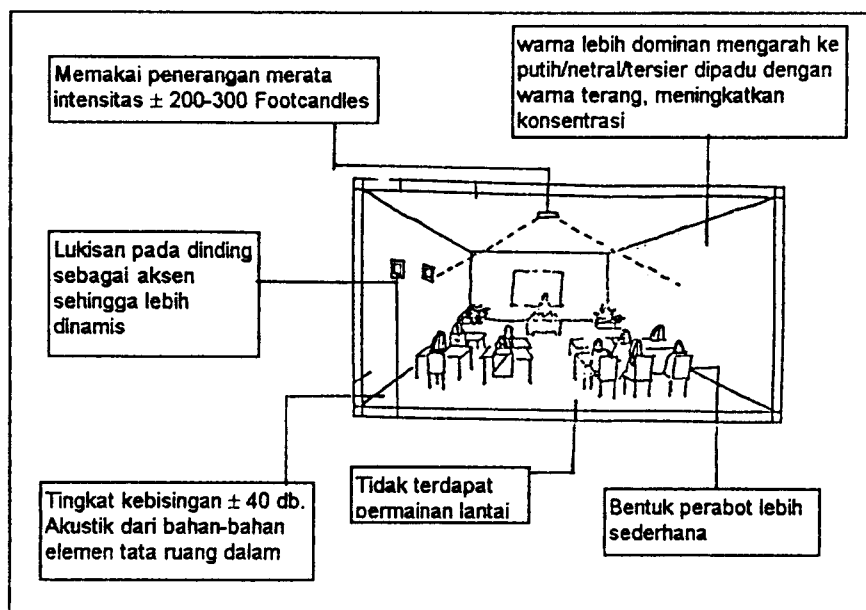 Memakai penerangan merata
intensitas ± 200-300 Footcandles
warna lebih dominan mengarah ke
putih/netral/tersier dipadu dengan
warna terang, meningkatkan
konsentrasi
Lukisan pada dinding
sebagai aksen
sehingga lebih
dinamis
Tingkat kebisingan ± 40 db.
Akustik dari bahan-bahan
elemen tata ruang dalam
Tidak terdapat
permainan lantai
Bentuk perabot lebih
sederhana